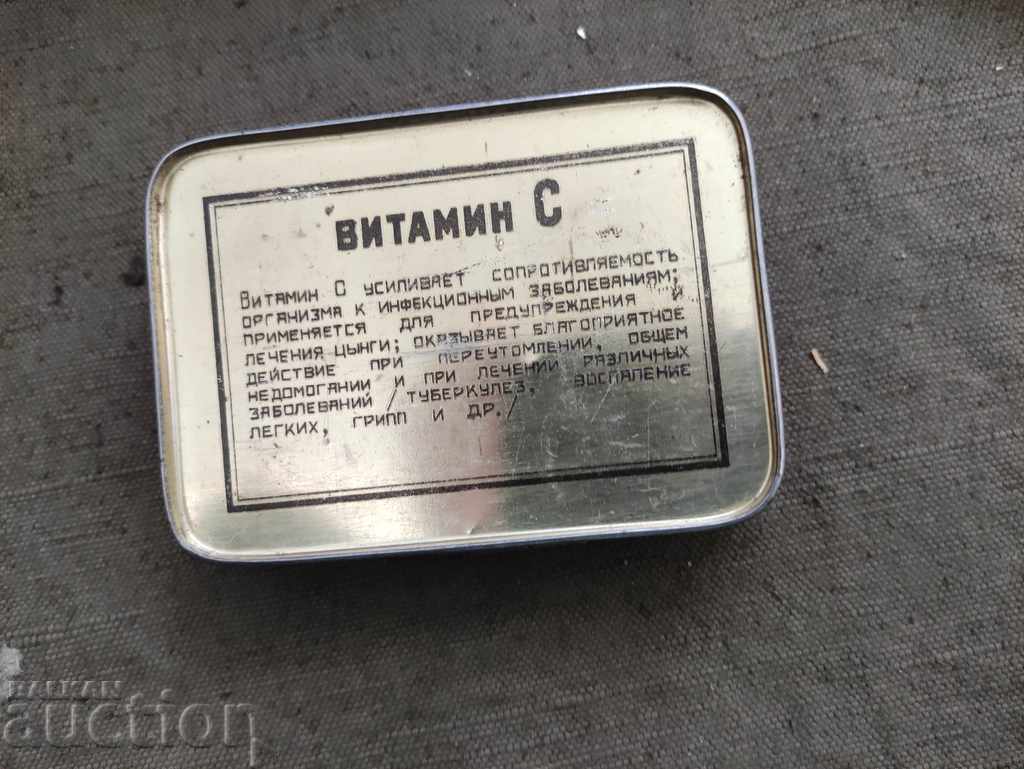 ВИТАМИН С
ВИТАМИН С УСИЛИВАЕТ СОПРОТИВЛЯЕМОСТЬ
ОРГАНИЗМА К ИНФЕКЦИОННЫМ ЗАБОЛЕВАНИЯМ;
ПРИМЕНЯЕТСЯ ДЛЯ ПРЕДУПРЕЖДЕНИЯ И
ЛЕЧЕНИЯ ЦЫНГИ; ОКАЗЫВАЕТ БЛАГОПРИЯТНОЕ
ДЕЙСТВИЕ ПРИ ПЕРЕУТОМЛЕНИИ, ОБЩЕМ
НЕДОМОГАНИИ И ПРИ ЛЕЧЕНИИ РАЗЛИЧНЫХ
ЗАБОЛЕВАНИЙ /ТУБЕРКУЛЕЗ, ВОСПАЛЕНИЕ
ЛЕГКИХ, ГРИПП И ДР./
БАЛКАН
auction